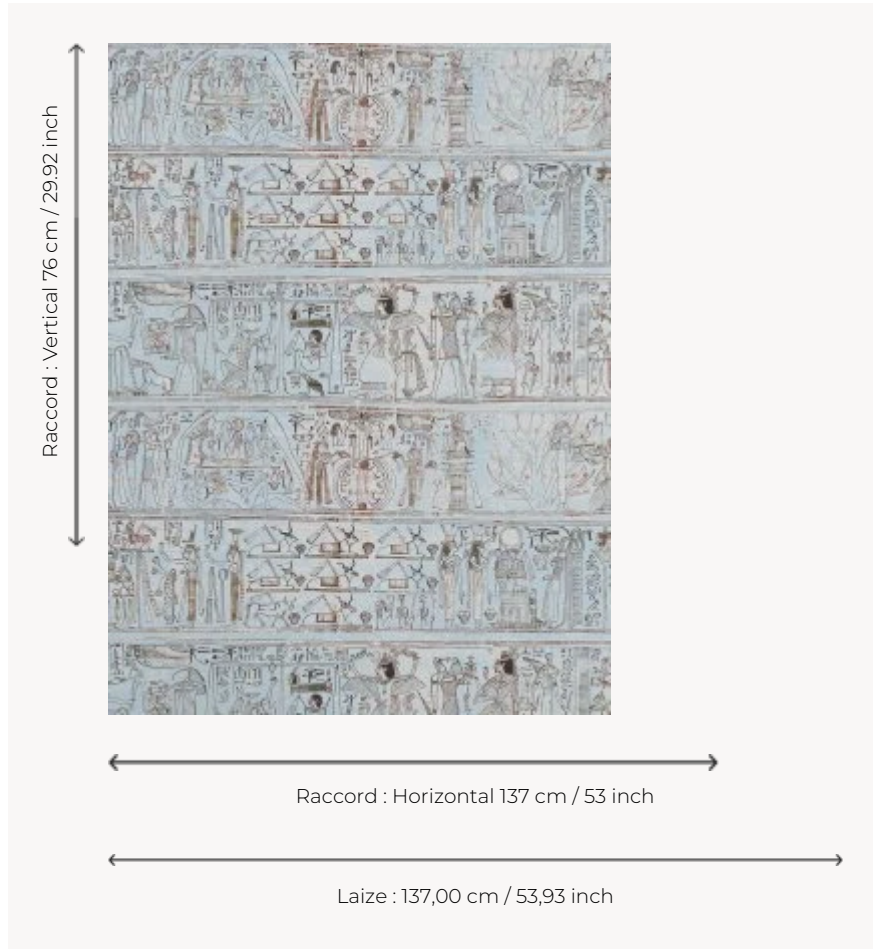 Raccord : Vertical 76 cm / 29.92 inch
Raccord : Horizontal 137 cm / 53 inch
Laize : 137,00 cm / 53,93 inch